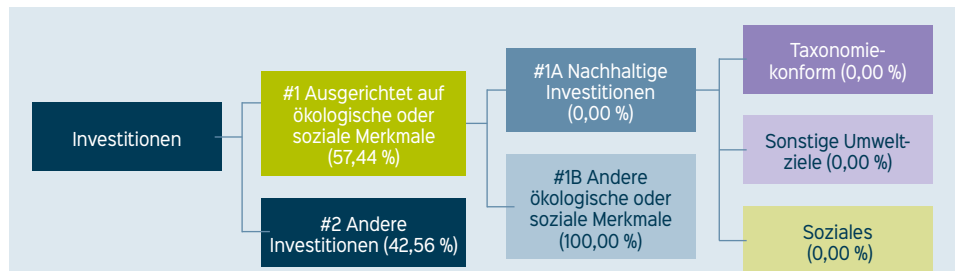 Investitionen
#1 Ausgerichtet auf
ökologische oder
soziale Merkmale
(57,44 %)
#2 Andere
Investitionen (42,56 %)
#1A Nachhaltige
Investitionen
(0,00 %)
#1B Andere
ökologische oder
soziale Merkmale
(100,00 %)
Taxonomie-
konform (0,00 %)
Sonstige Umwelt-
ziele (0,00 %)
Soziales
(0,00 %)